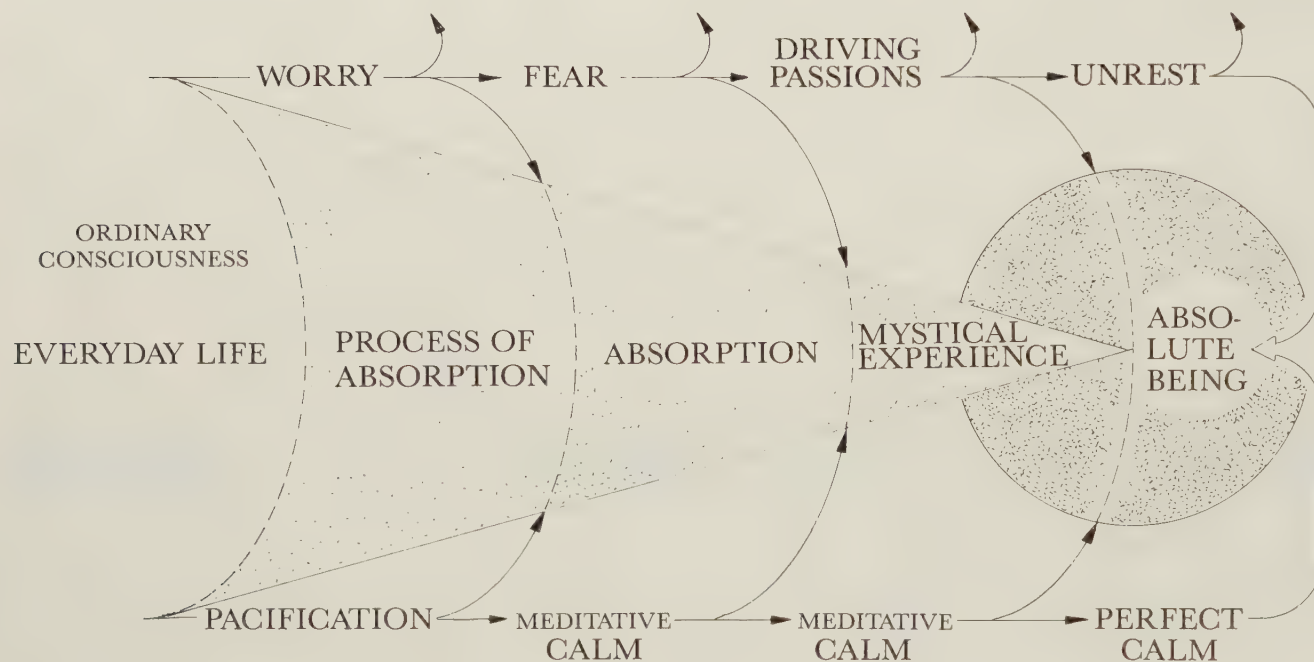 WORRY
FEAR
DRIVING
PASSIONS
UNREST
ORDINARY
CONSCIOUSNESS
EVERYDAY LIFE
PROCESS OF
ABSORPTION
ABSORPTION
MYSTICAL
EXPERIENCE
ABSO-
LUTE
BEING
PACIFICATION
MEDITATIVE
CALM
MEDITATIVE
CALM
PERFECT
CALM